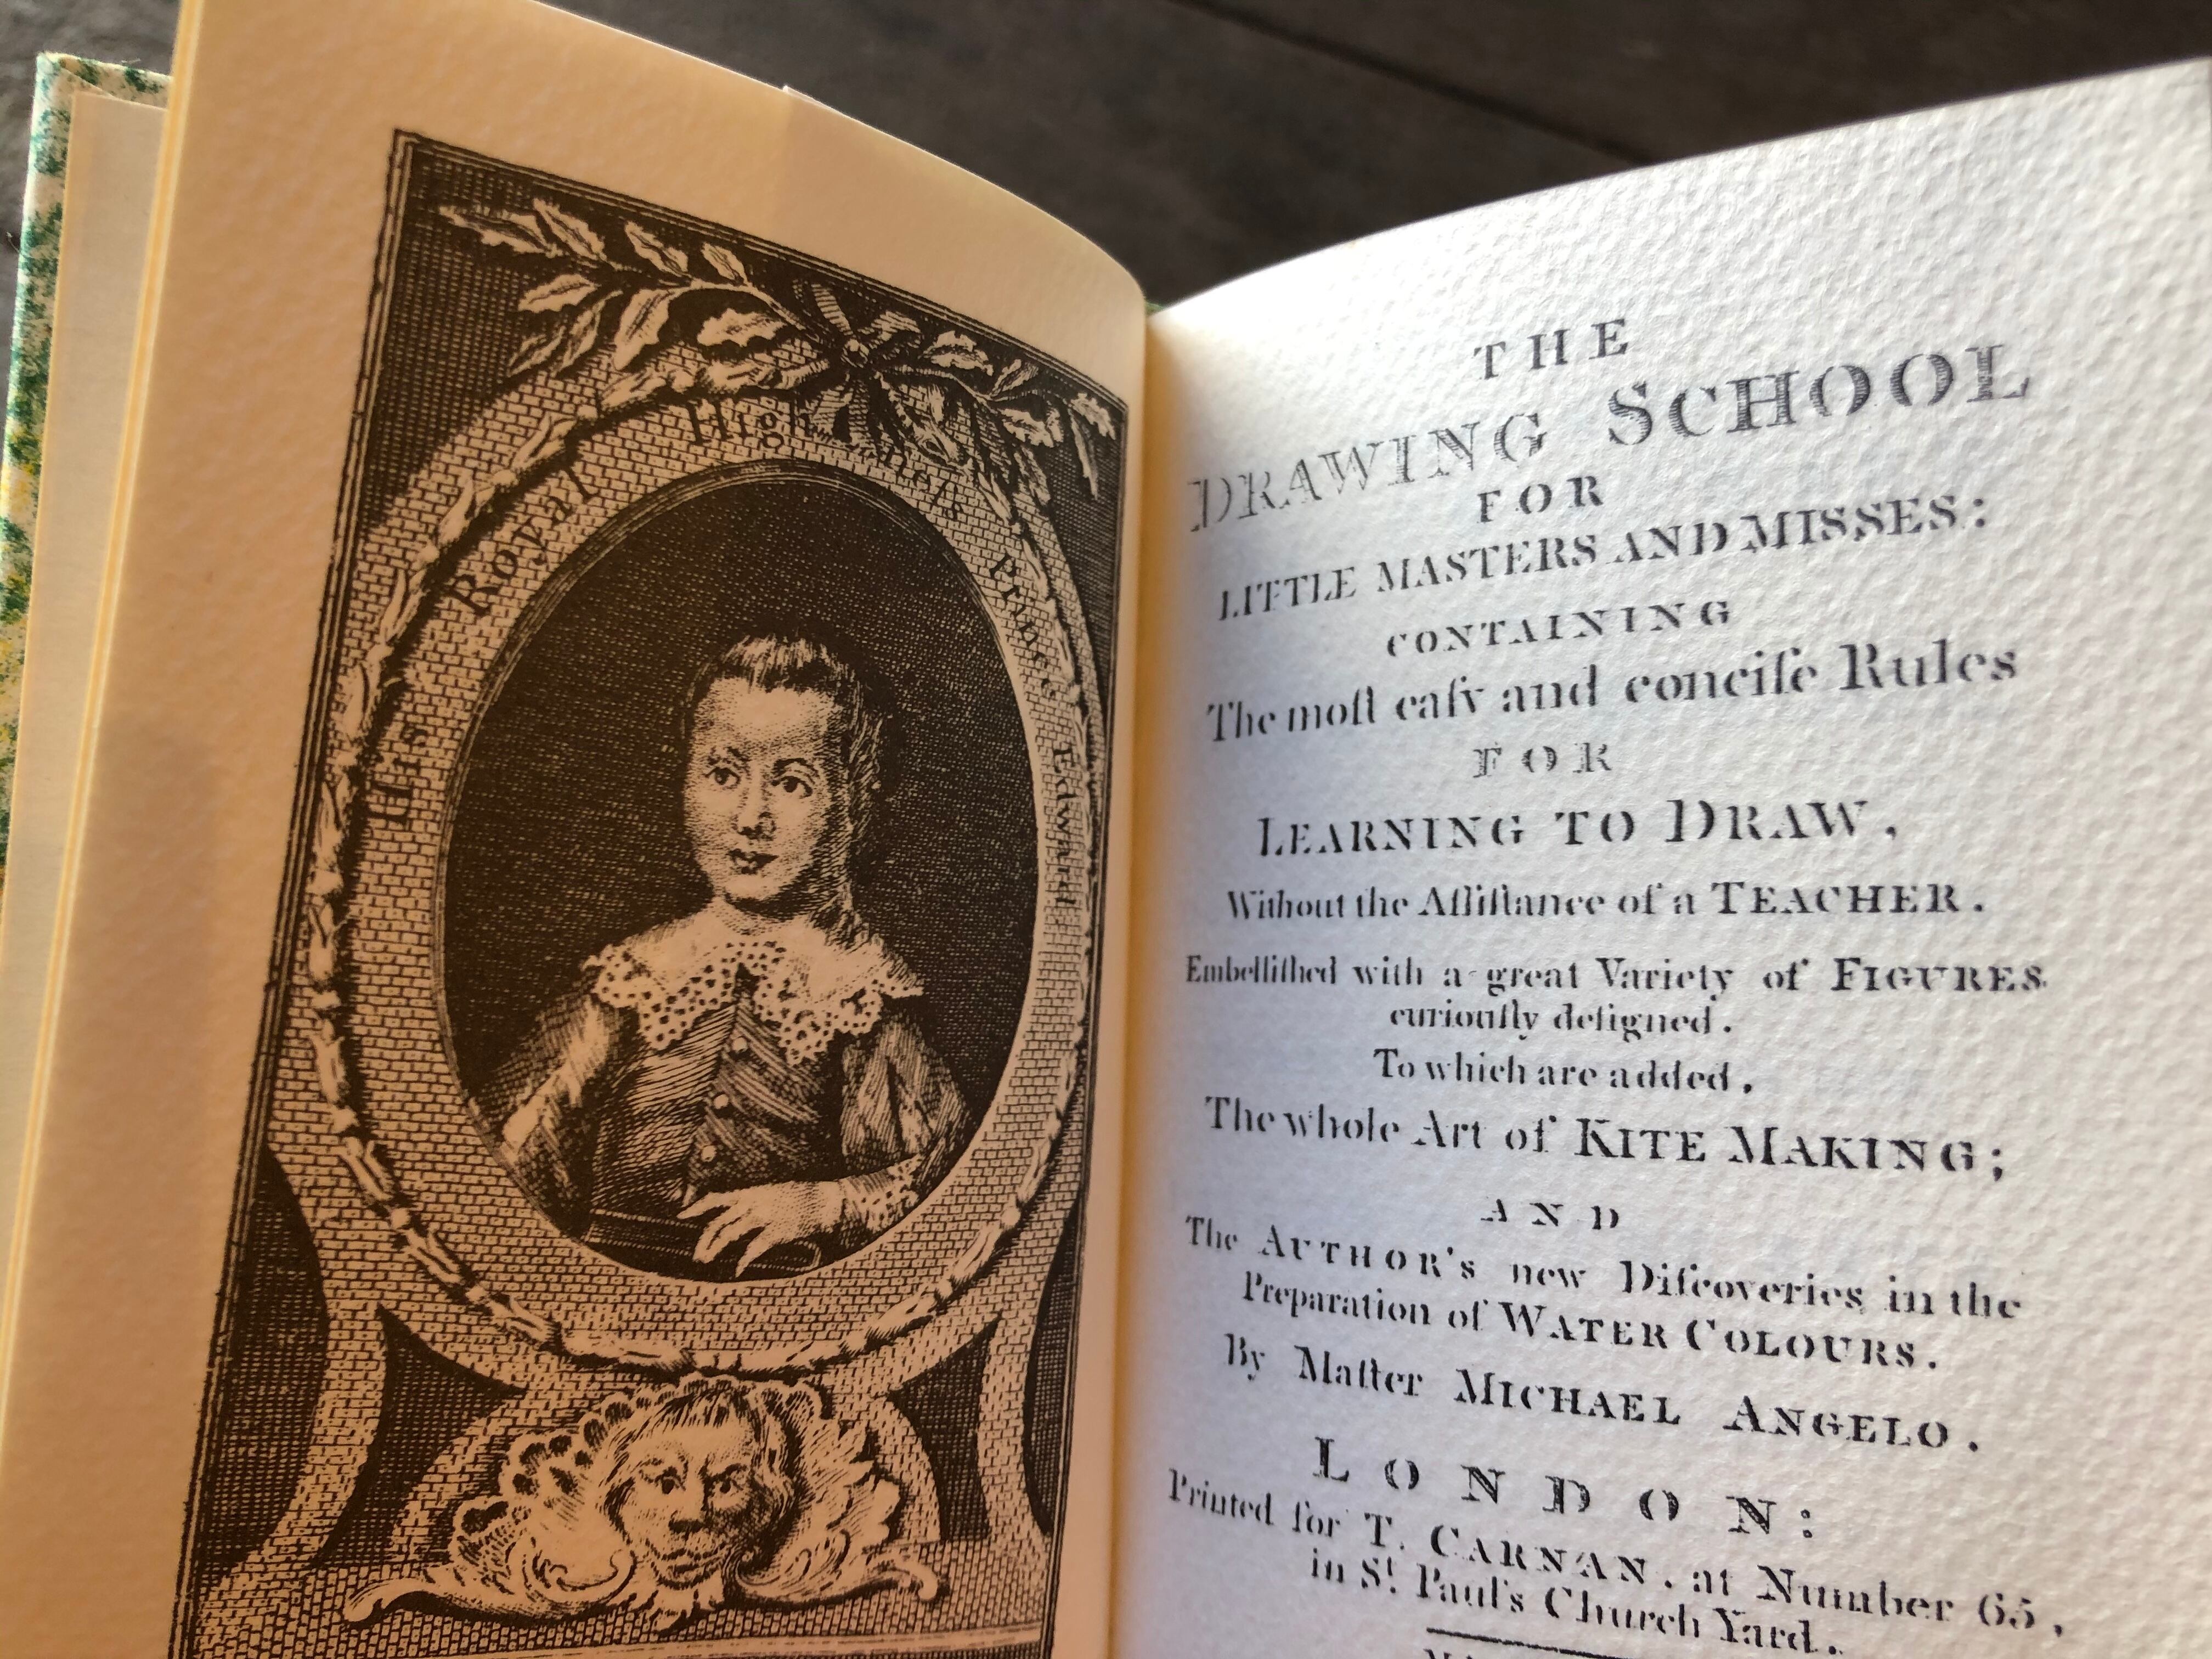 His Royal Highneſs Prince Edward
THE
DRAWING SCHOOL
FOR
LITTLE MASTERS AND MISSES:
CONTAINING
The moſt eaſy and conciſe Rules
FOR
LEARNING TO DRAW,
Without the Aſſiſtance of a TEACHER.
Embelliſhed with a great Variety of FIGURES
curiouſly deſigned.
To which are added,
The whole Art of KITE MAKING;
AND
The AUTHOR's new Diſcoveries in the
Preparation of WATER COLOURS.
By Maſter MICHAEL ANGELO.
LONDON:
Printed for T. CARNAN, at Number 65,
in St. Paul's Church Yard.